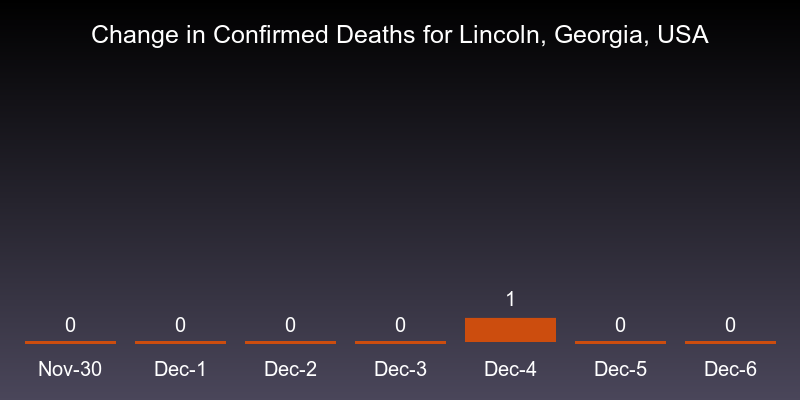 Change in Confirmed Deaths for Lincoln, Georgia, USA
1
0 0 0 0 0 0
Nov-30 Dec-1 Dec-2 Dec-3 Dec-4 Dec-5 Dec-6